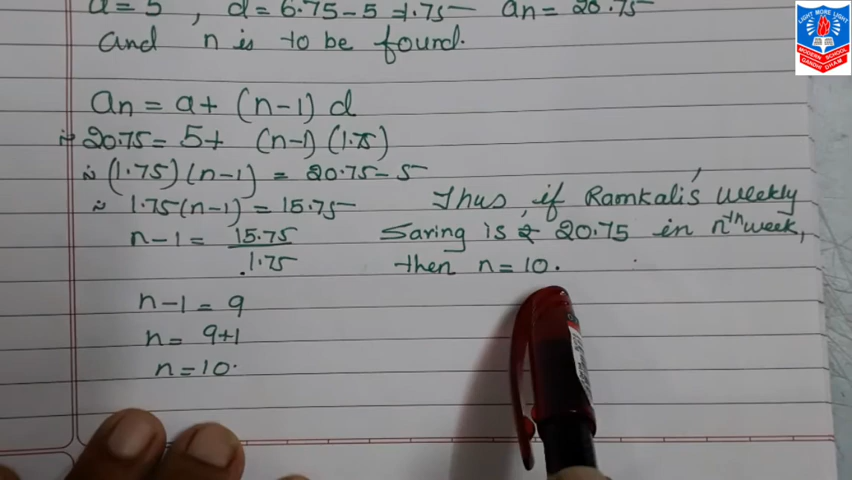 a = 5 , d = 6.75 - 5 = 1.75 an = 20.75
and n is to be found.
an = a + (n-1) d
∴ 20.75 = 5 + (n-1) (1.75)
∴ (1.75) (n-1) = 20.75 - 5
∴ 1.75(n-1) = 15.75
n-1 = 15.75
1.75
n-1 = 9
n = 9+1
n = 10.
Thus, if Ramkali's weekly
Saving is ₹ 20.75 in nth week,
then n = 10.
LIGHT MORE LIGHT
MODERN SCHOOL
GANDHI DHAM